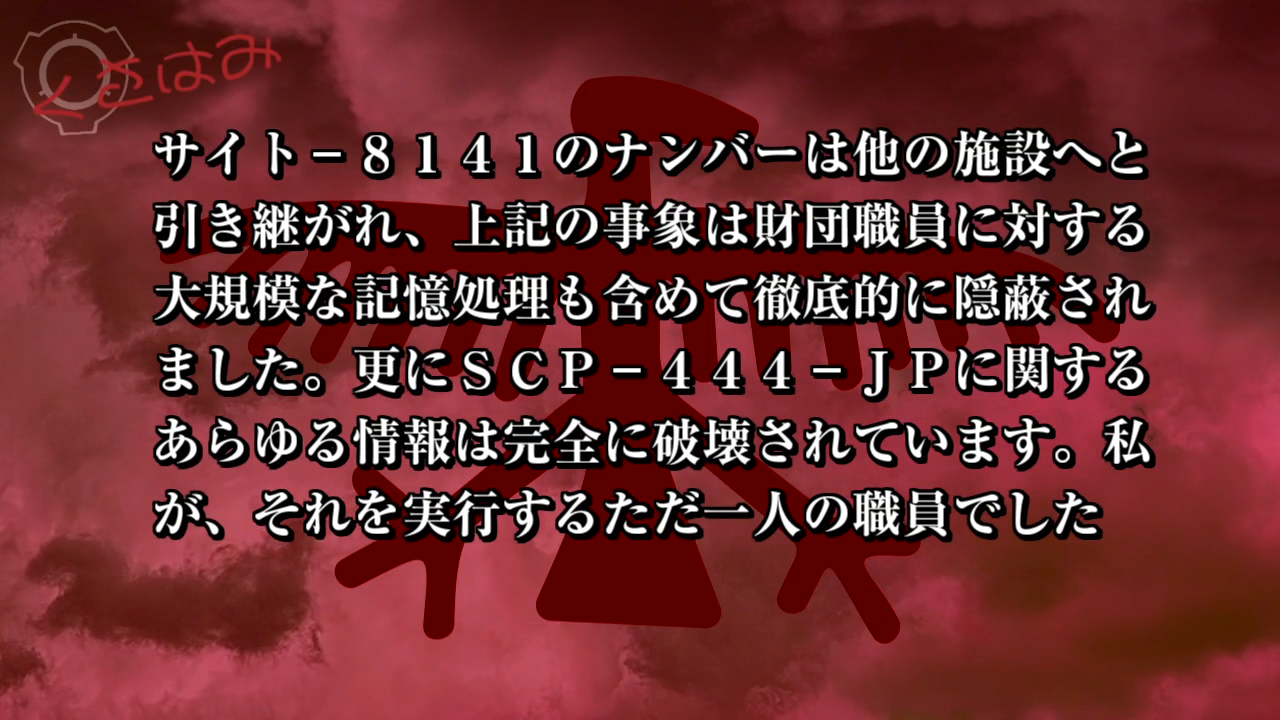 くさはみ
サイト－８１４１のナンバーは他の施設へと
引き継がれ、上記の事象は財団職員に対する
大規模な記憶処理も含めて徹底的に隠蔽され
ました。更にＳＣＰ－４４４－ＪＰに関する
あらゆる情報は完全に破壊されています。私
が、それを実行するただ一人の職員でした